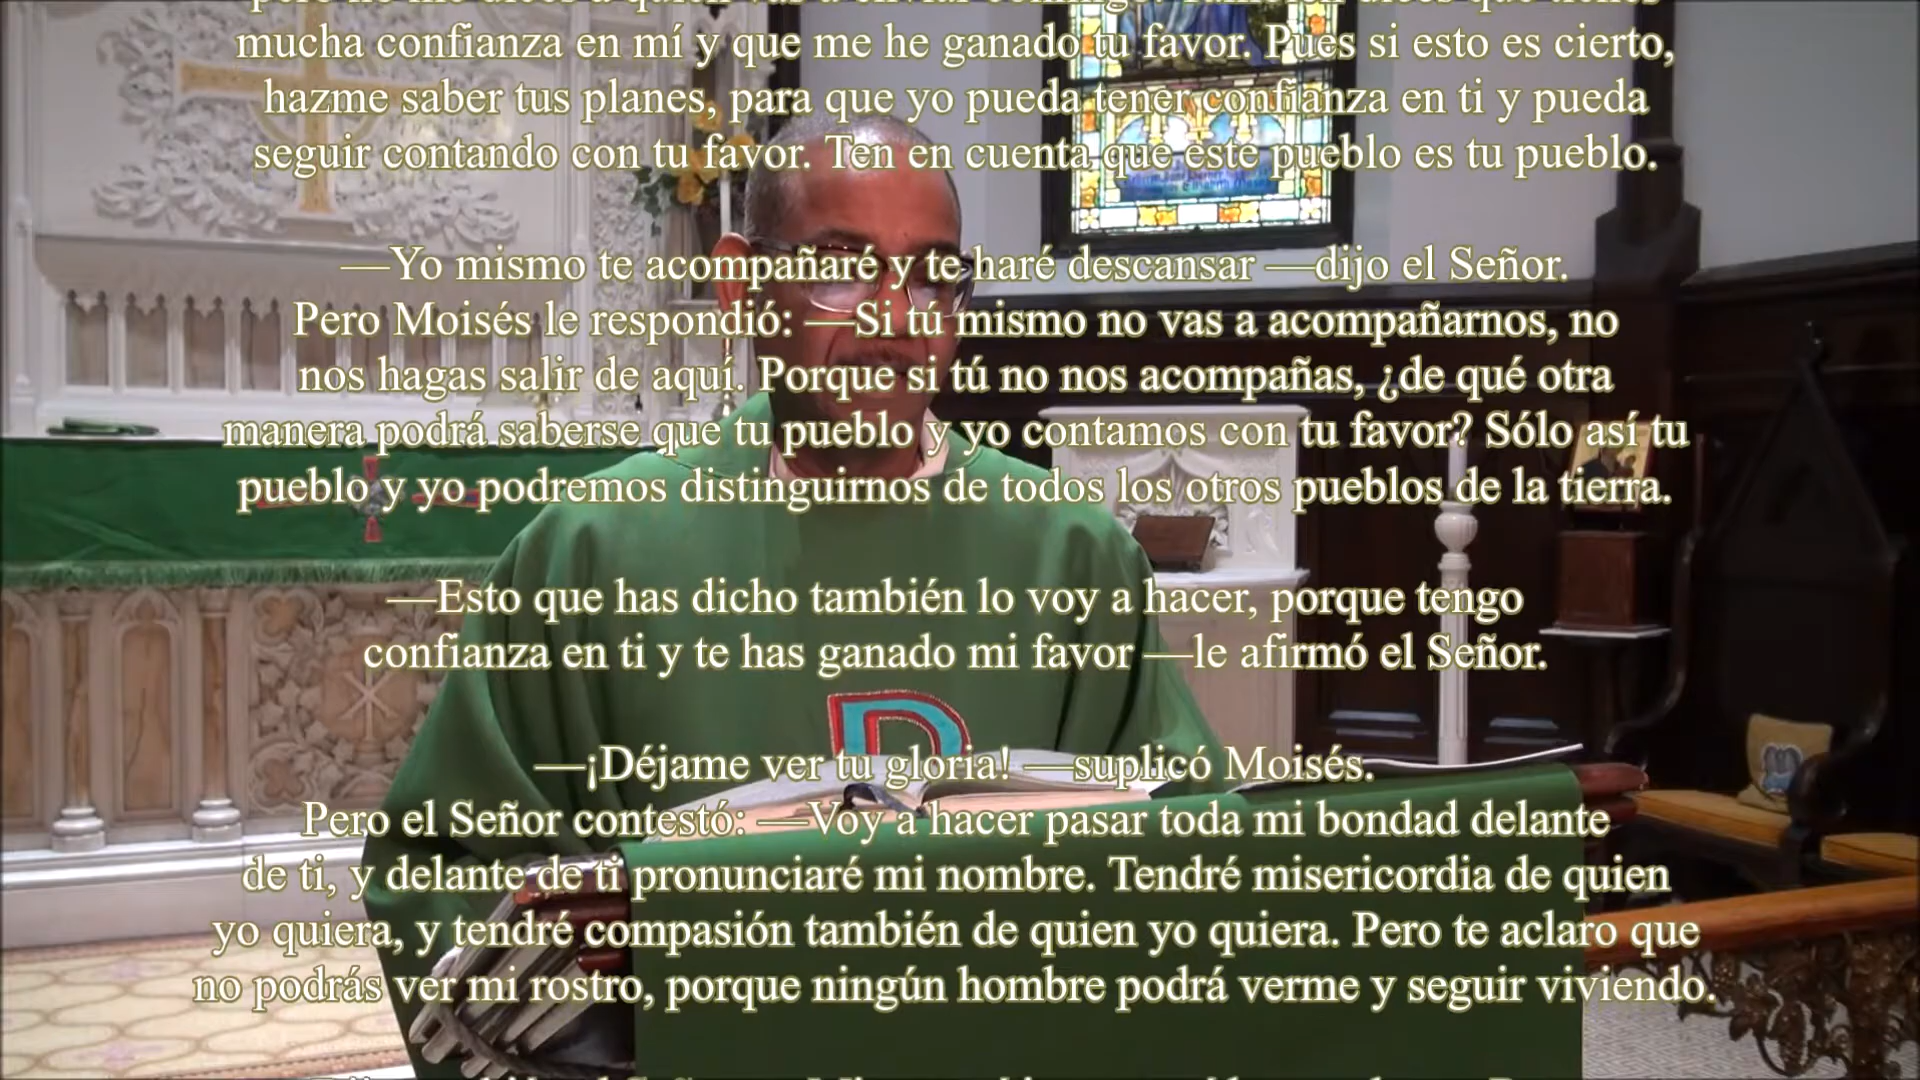 mucha confianza en mí y que me he ganado tu favor. Pues si esto es cierto,
hazme saber tus planes, para que yo pueda tener confianza en ti y pueda
seguir contando con tu favor. Ten en cuenta que este pueblo es tu pueblo.
—Yo mismo te acompañaré y te haré descansar —dijo el Señor.
Pero Moisés le respondió: —Si tú mismo no vas a acompañarnos, no
nos hagas salir de aquí. Porque si tú no nos acompañas, ¿de qué otra
manera podrá saberse que tu pueblo y yo contamos con tu favor? Sólo así tu
pueblo y yo podremos distinguirnos de todos los otros pueblos de la tierra.
—Esto que has dicho también lo voy a hacer, porque tengo
confianza en ti y te has ganado mi favor —le afirmó el Señor.
—¡Déjame ver tu gloria! —suplicó Moisés.
Pero el Señor contestó: —Voy a hacer pasar toda mi bondad delante
de ti, y delante de ti pronunciaré mi nombre. Tendré misericordia de quien
yo quiera, y tendré compasión también de quien yo quiera. Pero te aclaro que
no podrás ver mi rostro, porque ningún hombre podrá verme y seguir viviendo.